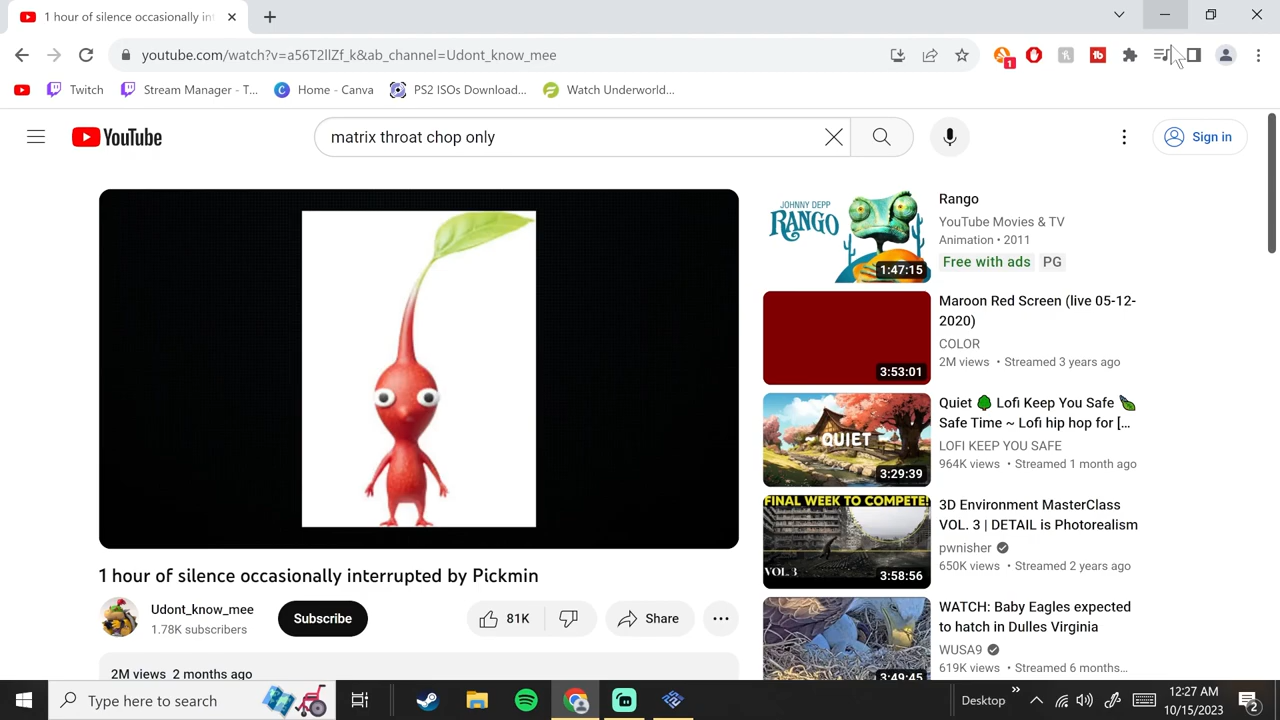 1 hour of silence occasionally in
youtube.com/watch?v=a56T2lIZf_k&ab_channel=Udont_know_mee
1
Twitch
Stream Manager - T...
Home - Canva
PS2 ISOs Download...
Watch Underworld...
YouTube
matrix throat chop only
Sign in
JOHNNY DEPP
RANGO
1:47:15
Rango
YouTube Movies & TV
Animation • 2011
Free with ads PG
3:53:01
Maroon Red Screen (live 05-12-
2020)
COLOR
2M views • Streamed 3 years ago
QUIET
3:29:39
Quiet 🌳 Lofi Keep You Safe 🍃
Safe Time ~ Lofi hip hop for [...
LOFI KEEP YOU SAFE
964K views • Streamed 1 month ago
FINAL WEEK TO COMPETE!
VOL. 3
3:58:56
3D Environment MasterClass
VOL. 3 | DETAIL is Photorealism
pwnisher
650K views • Streamed 2 years ago
3:49:45
WATCH: Baby Eagles expected
to hatch in Dulles Virginia
WUSA9
619K views • Streamed 6 months...
1 hour of silence occasionally interrupted by Pickmin
Udont_know_mee
1.78K subscribers
Subscribe
81K
Share
2M views 2 months ago
Type here to search
Desktop
12:27 AM
10/15/2023
2